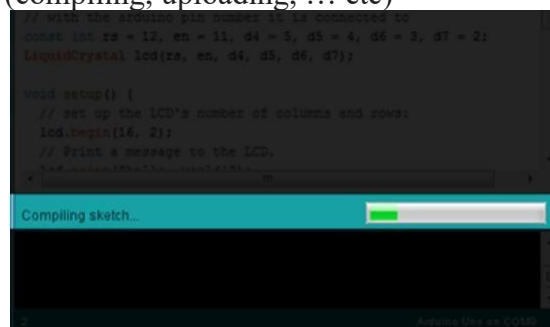 (compiling, uploading, … etc)
// with the arduino pin number it is connected to
const int rs = 12, en = 11, d4 = 5, d5 = 4, d6 = 3, d7 = 2;
LiquidCrystal lcd(rs, en, d4, d5, d6, d7);
void setup() {
// set up the LCD's number of columns and rows:
lcd.begin(16, 2);
// Print a message to the LCD.
Compiling sketch...
2
Arduino Uno on